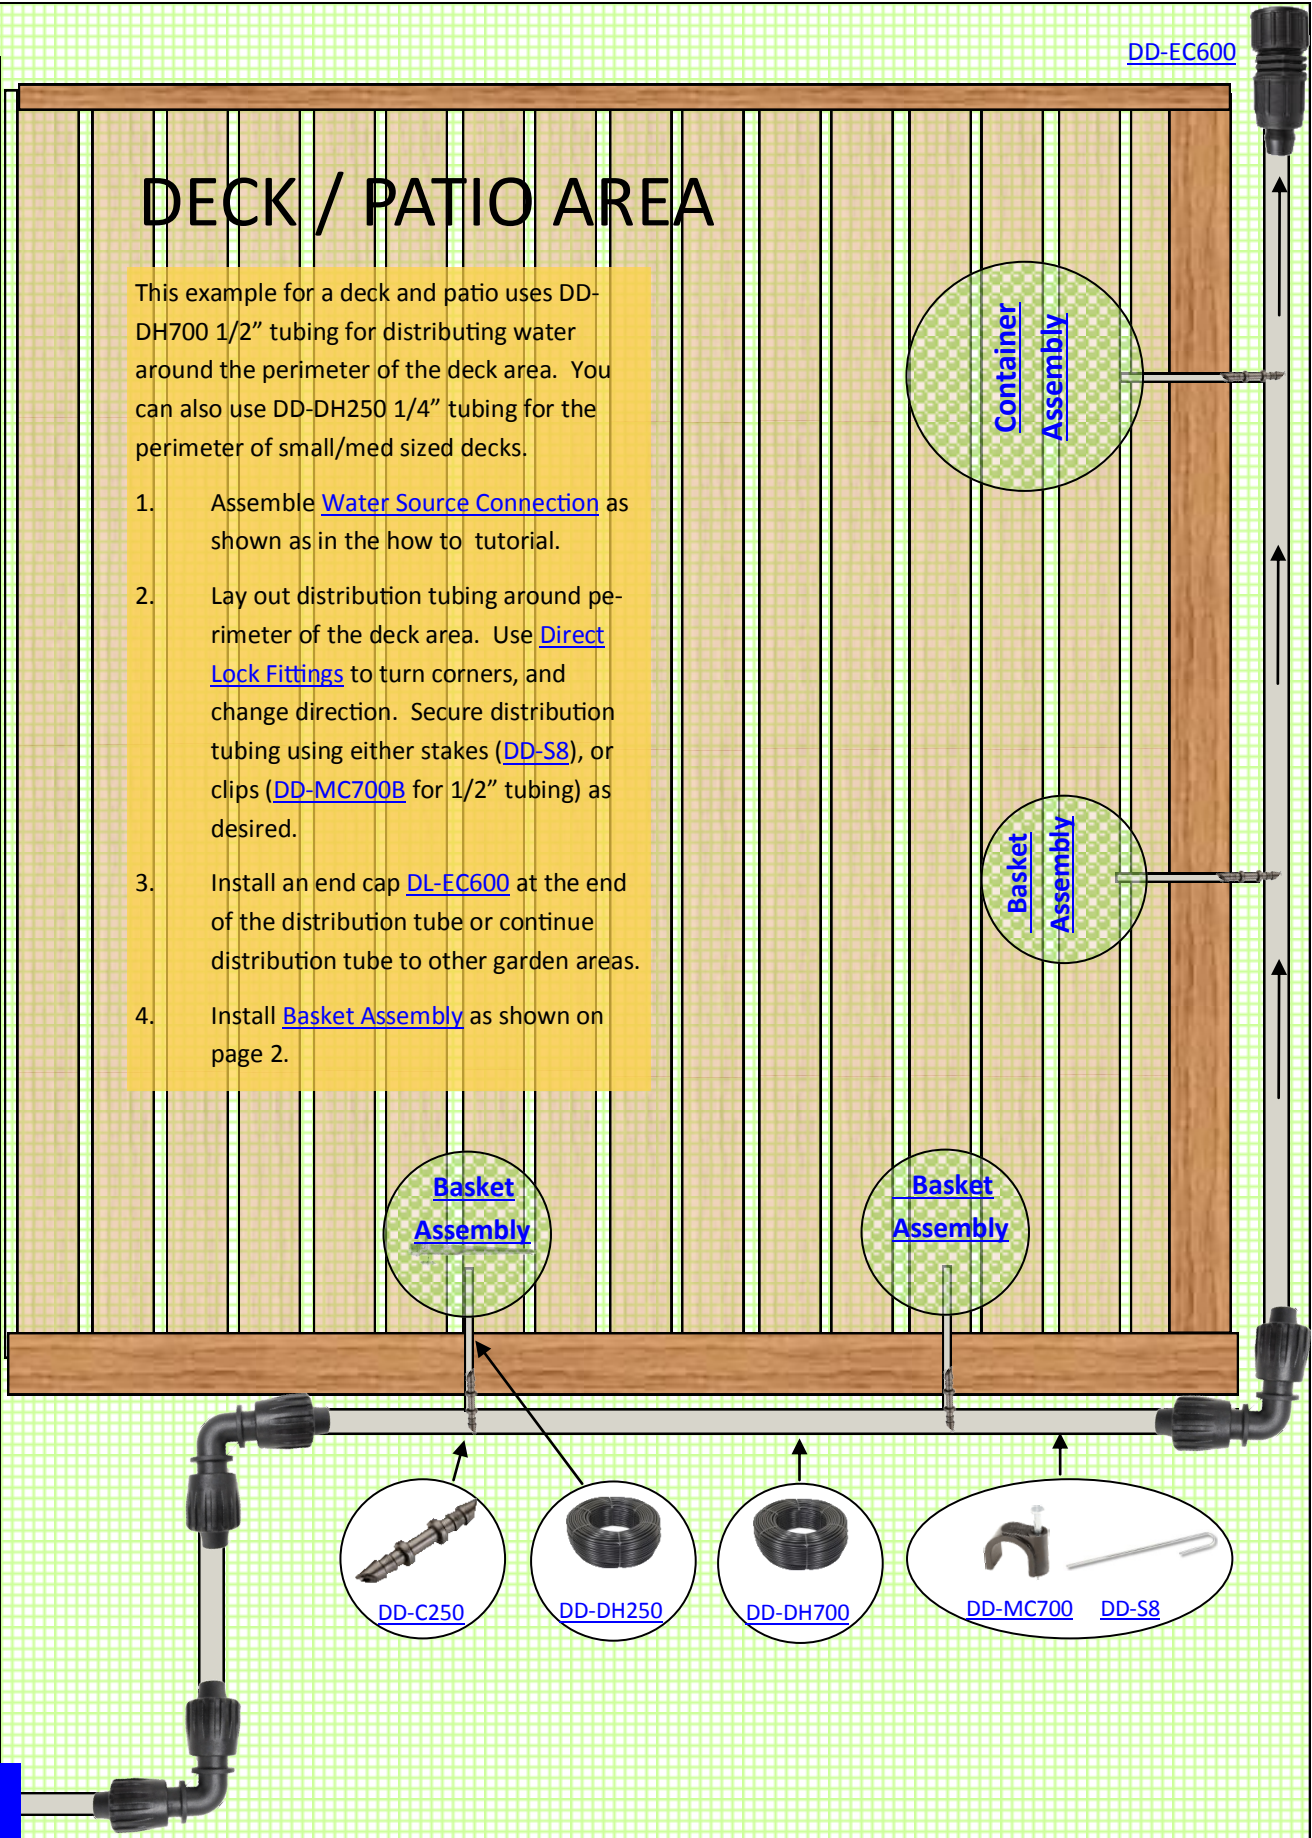 DD-EC600
DECK / PATIO AREA
This example for a deck and patio uses DD-
DH700 1/2” tubing for distributing water
around the perimeter of the deck area.  You
can also use DD-DH250 1/4” tubing for the
perimeter of small/med sized decks.
1. Assemble Water Source Connection as
shown as in the how to  tutorial.
2. Lay out distribution tubing around pe-
rimeter of the deck area.  Use Direct
Lock Fittings to turn corners, and
change direction.  Secure distribution
tubing using either stakes (DD-S8), or
clips (DD-MC700B for 1/2” tubing) as
desired.
3. Install an end cap DL-EC600 at the end
of the distribution tube or continue
distribution tube to other garden areas.
4. Install Basket Assembly as shown on
page 2.
Container
Assembly
Basket
Assembly
Basket
Assembly
Basket
Assembly
DD-C250
DD-DH250
DD-DH700
DD-MC700 DD-S8